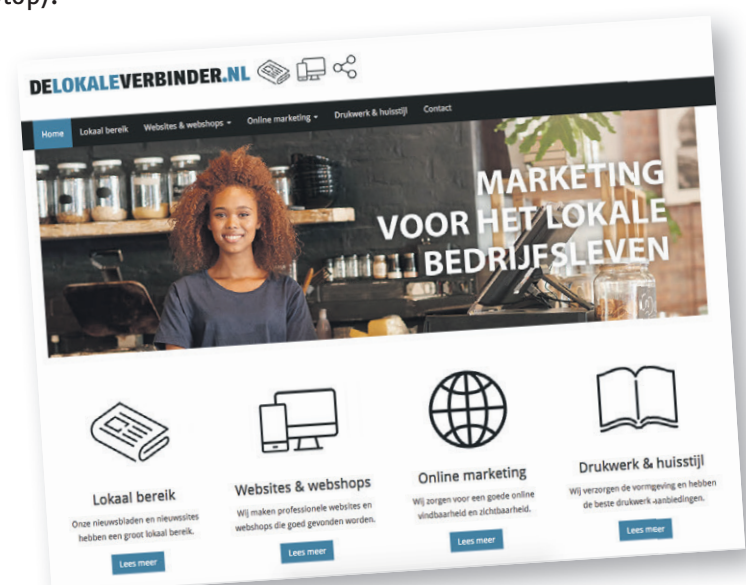 DELOKALEVERBINDER.NL
Home Lokaal bereik Websites & webshops Online marketing Drukwerk & huisstijl Contact
MARKETING
VOOR HET LOKALE
BEDRIJFSLEVEN
Lokaal bereik
Onze nieuwsbladen en nieuwssites
hebben een groot lokaal bereik.
Lees meer
Websites & webshops
Wij maken professionele websites en
webshops die goed gevonden worden.
Lees meer
Online marketing
Wij zorgen voor een goede online
vindbaarheid en zichtbaarheid.
Lees meer
Drukwerk & huisstijl
Wij verzorgen de vormgeving en hebben
de beste drukwerk -aanbiedingen.
Lees meer